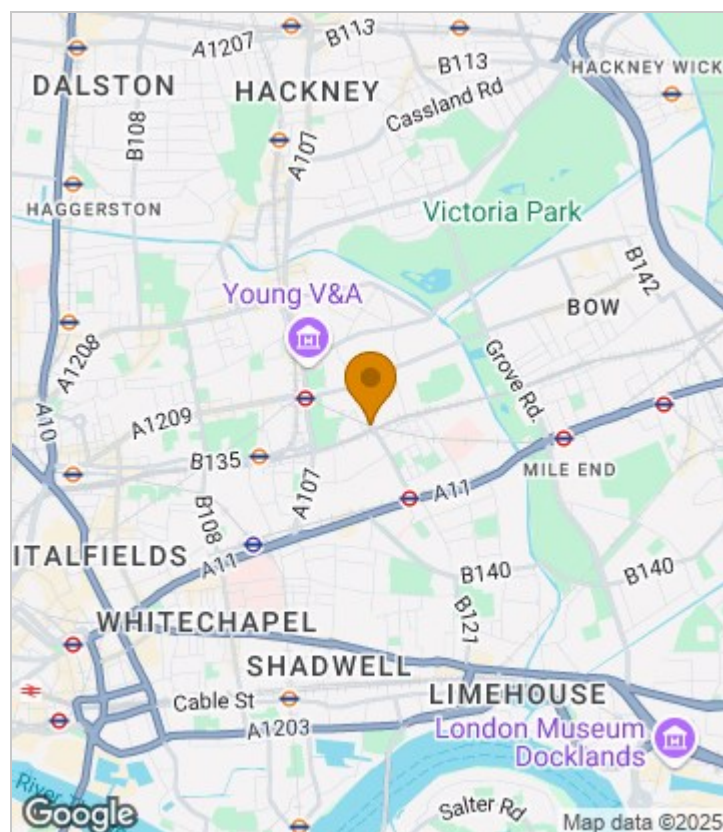 A1207
B113
B113
HACKNEY WICK
DALSTON
HACKNEY
Cassland Rd
B108
A107
HAGGERSTON
Victoria Park
B142
Young V&A
BOW
A1208
Grove Rd.
A10
A1209
B135
A107
MILE END
A11
B108
ITALFIELDS
A11
B140
B140
B121
WHITECHAPEL
SHADWELL
Cable St
LIMEHOUSE
A1203
London Museum
Docklands
River
Salter Rd
Google
Map data ©2025